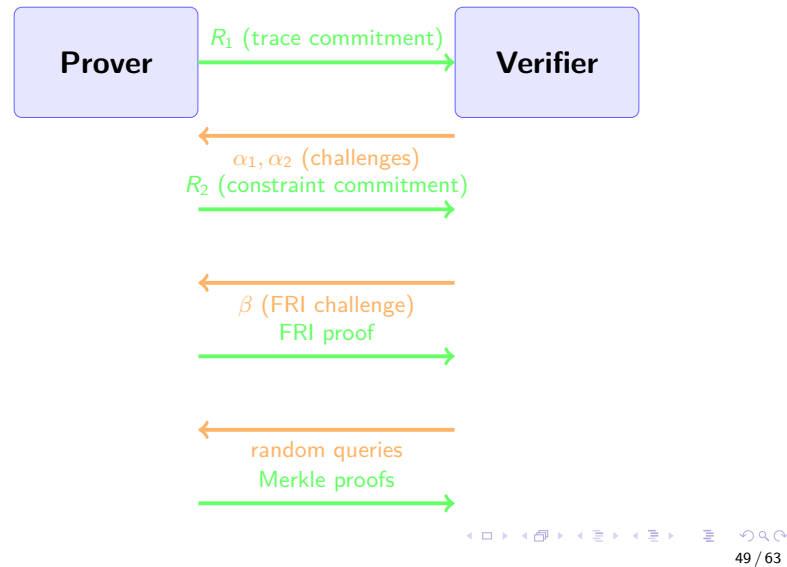 Prover
R₁ (trace commitment)
Verifier
α₁, α₂ (challenges)
R₂ (constraint commitment)
β (FRI challenge)
FRI proof
random queries
Merkle proofs
49 / 63